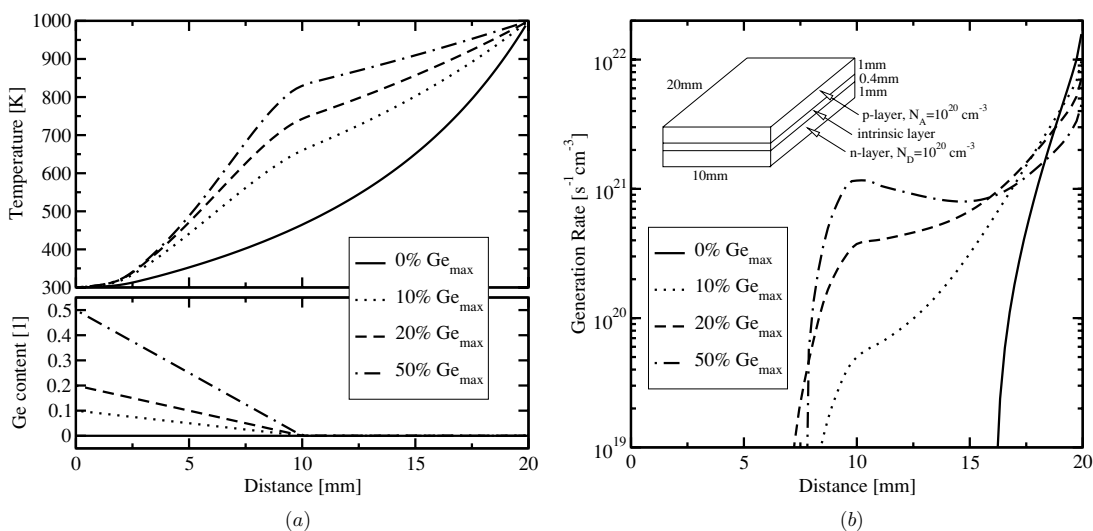 1000
900
800
700
600
500
400
300
Temperature [K]
0.5
0.4
0.3
0.2
0.1
0
Ge content [1]
0% Ge_max
10% Ge_max
20% Ge_max
50% Ge_max
0
5
10
15
20
Distance [mm]
(a)
10^22
10^21
10^20
10^19
Generation Rate [s^-1 cm^-3]
20mm
1mm
0.4mm
1mm
p-layer, N_A=10^20 cm^-3
intrinsic layer
n-layer, N_D=10^20 cm^-3
10mm
0% Ge_max
10% Ge_max
20% Ge_max
50% Ge_max
0
5
10
15
20
Distance [mm]
(b)